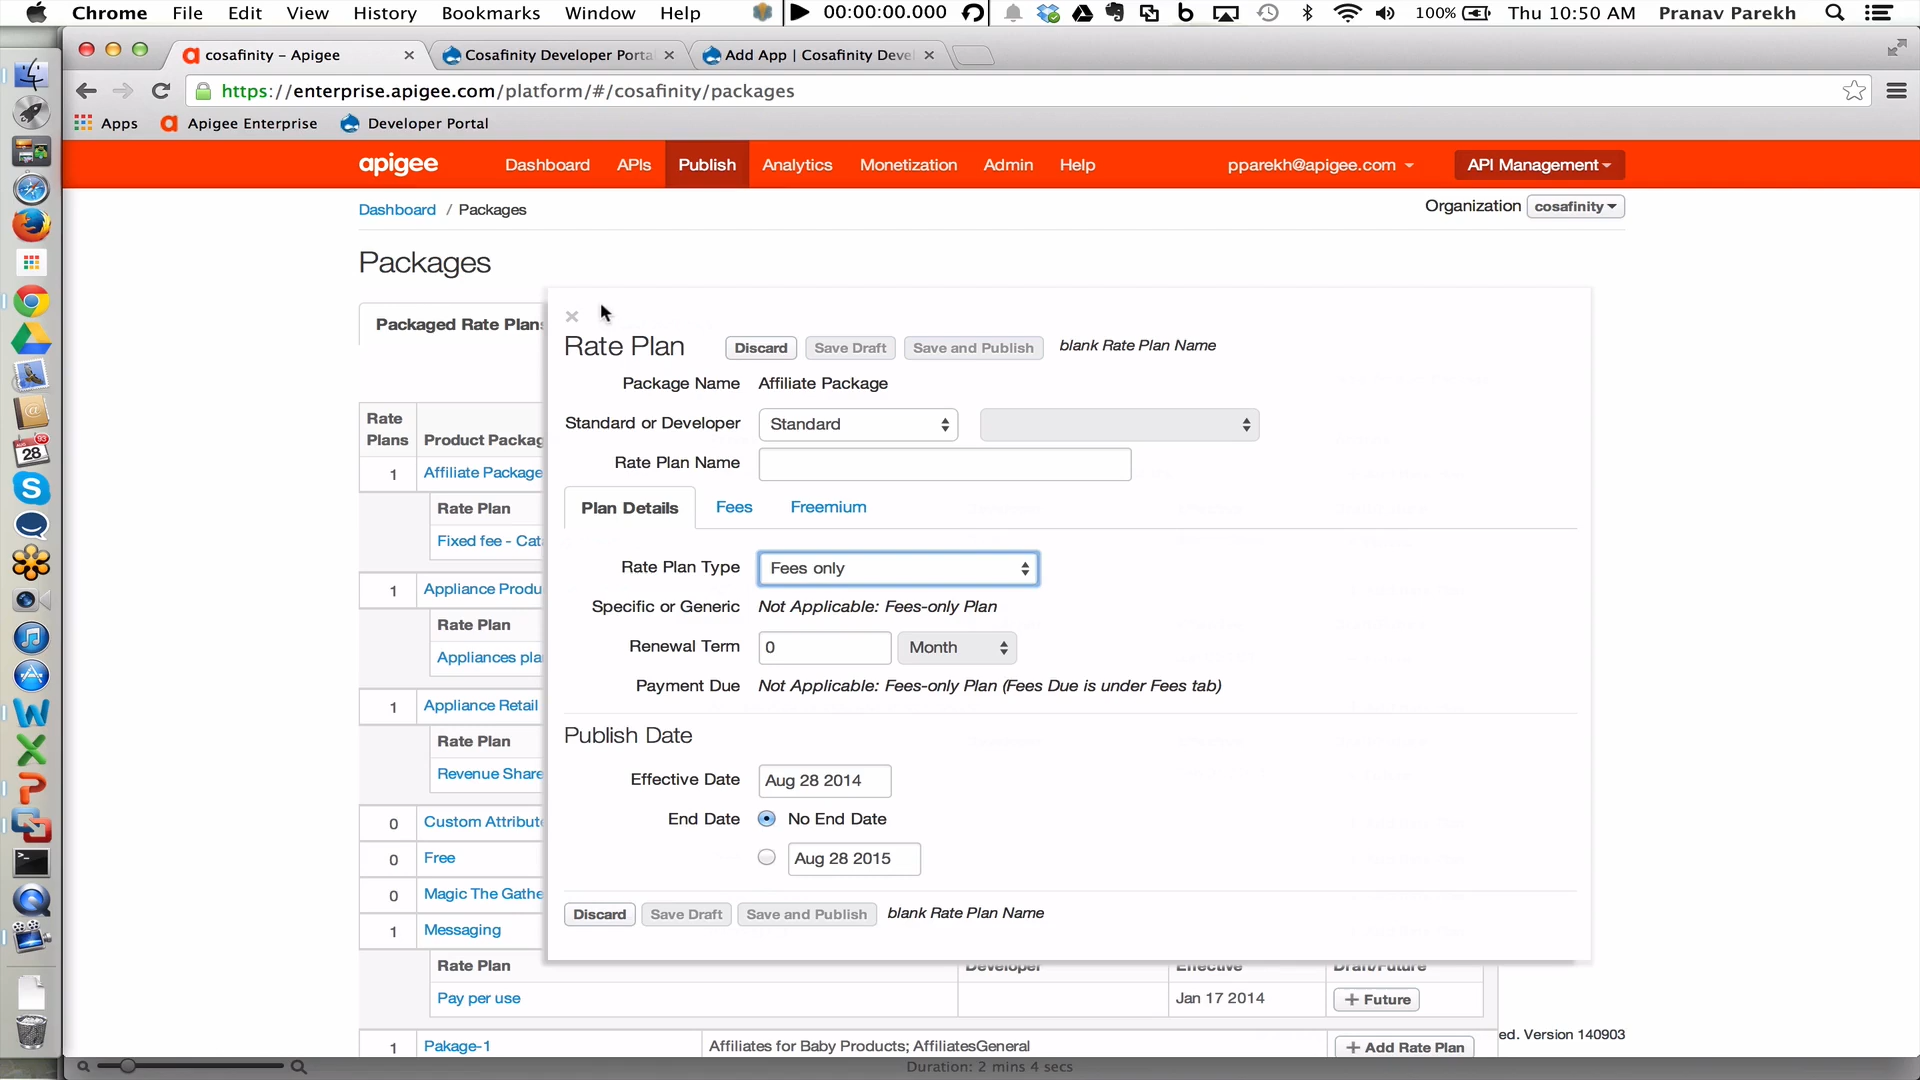 Chrome File Edit View History Bookmarks Window Help 00:00:00.000 100% Thu 10:50 AM Pranav Parekh
cosafinity – Apigee Cosafinity Developer Porta Add App | Cosafinity Deve
https://enterprise.apigee.com/platform/#/cosafinity/packages
Apps Apigee Enterprise Developer Portal
apigee Dashboard APIs Publish Analytics Monetization Admin Help pparekh@apigee.com API Management
Dashboard / Packages Organization cosafinity
Packages
Packaged Rate Plans
Rate Plan Discard Save Draft Save and Publish blank Rate Plan Name
Package Name Affiliate Package
Standard or Developer Standard
Rate Plan Name
Plan Details Fees Freemium
Rate Plan Type Fees only
Specific or Generic Not Applicable: Fees-only Plan
Renewal Term 0 Month
Payment Due Not Applicable: Fees-only Plan (Fees Due is under Fees tab)
Publish Date
Effective Date Aug 28 2014
End Date No End Date
Aug 28 2015
Discard Save Draft Save and Publish blank Rate Plan Name
Rate
Plans Product Packag
1 Affiliate Package
Rate Plan
Fixed fee - Cat
1 Appliance Produ
Rate Plan
Appliances pla
1 Appliance Retail
Rate Plan
Revenue Share
0 Custom Attribut
0 Free
0 Magic The Gathe
1 Messaging
Rate Plan Developer Effective Draft/Future
Pay per use Jan 17 2014 + Future
1 Pakage-1 Affiliates for Baby Products; AffiliatesGeneral + Add Rate Plan
ed. Version 140903
Duration: 2 mins 4 secs
28